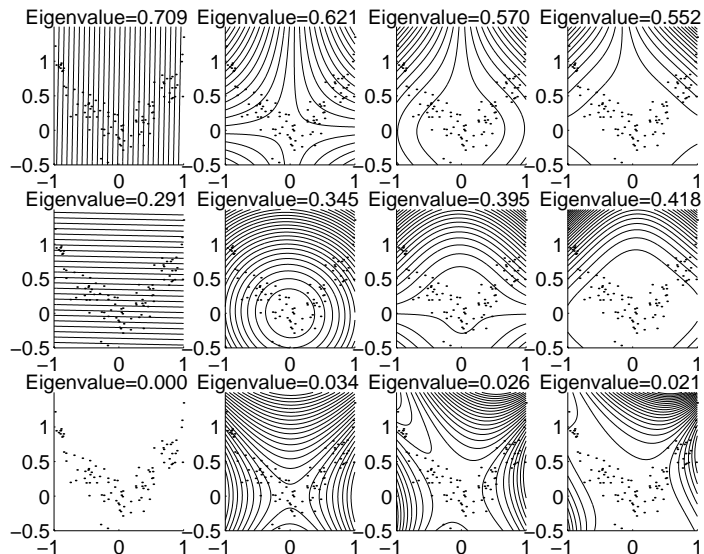 Eigenvalue=0.709 Eigenvalue=0.621 Eigenvalue=0.570 Eigenvalue=0.552
1 1 1 1
0.5 0.5 0.5 0.5
0 0 0 0
−0.5 −0.5 −0.5 −0.5
−1 0 1 −1 0 1 −1 0 1 −1 0 1
Eigenvalue=0.291 Eigenvalue=0.345 Eigenvalue=0.395 Eigenvalue=0.418
1 1 1 1
0.5 0.5 0.5 0.5
0 0 0 0
−0.5 −0.5 −0.5 −0.5
−1 0 1 −1 0 1 −1 0 1 −1 0 1
Eigenvalue=0.000 Eigenvalue=0.034 Eigenvalue=0.026 Eigenvalue=0.021
1 1 1 1
0.5 0.5 0.5 0.5
0 0 0 0
−0.5 −0.5 −0.5 −0.5
−1 0 1 −1 0 1 −1 0 1 −1 0 1